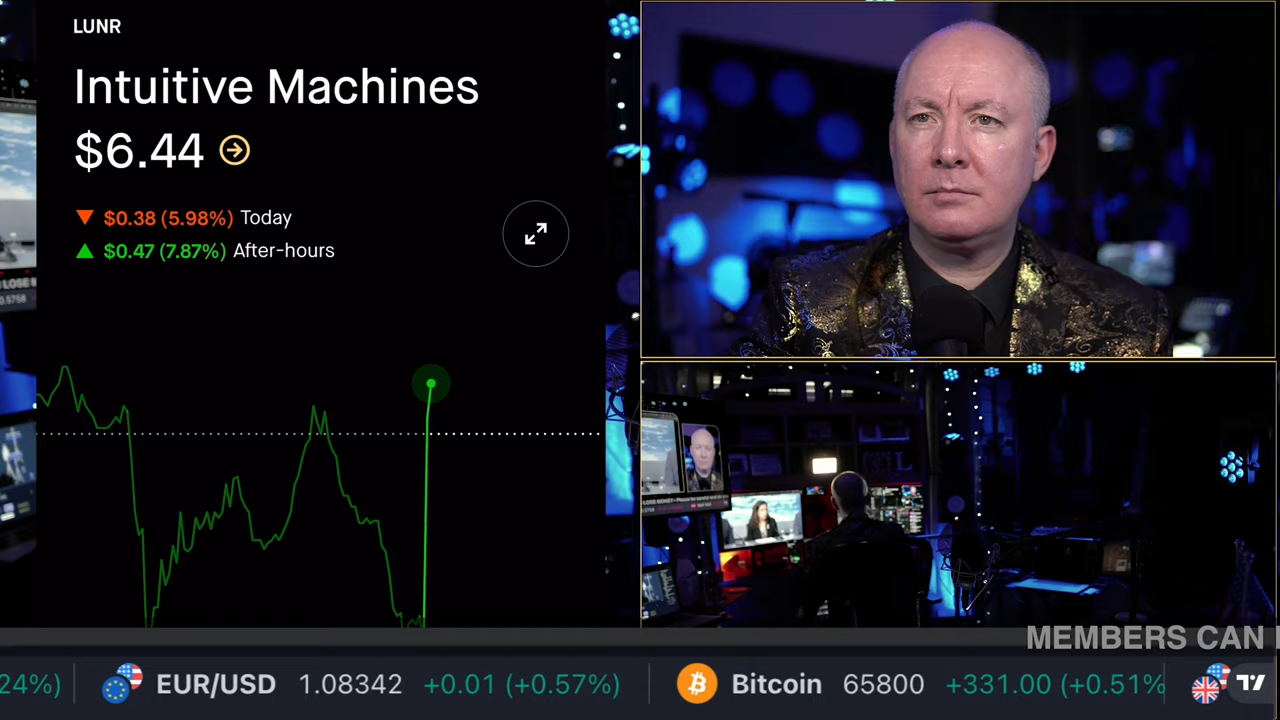 LUNR
Intuitive Machines
$6.44
▼ $0.38 (5.98%) Today
▲ $0.47 (7.87%) After-hours
MEMBERS CAN
24%) EUR/USD 1.08342 +0.01 (+0.57%) Bitcoin 65800 +331.00 (+0.51%